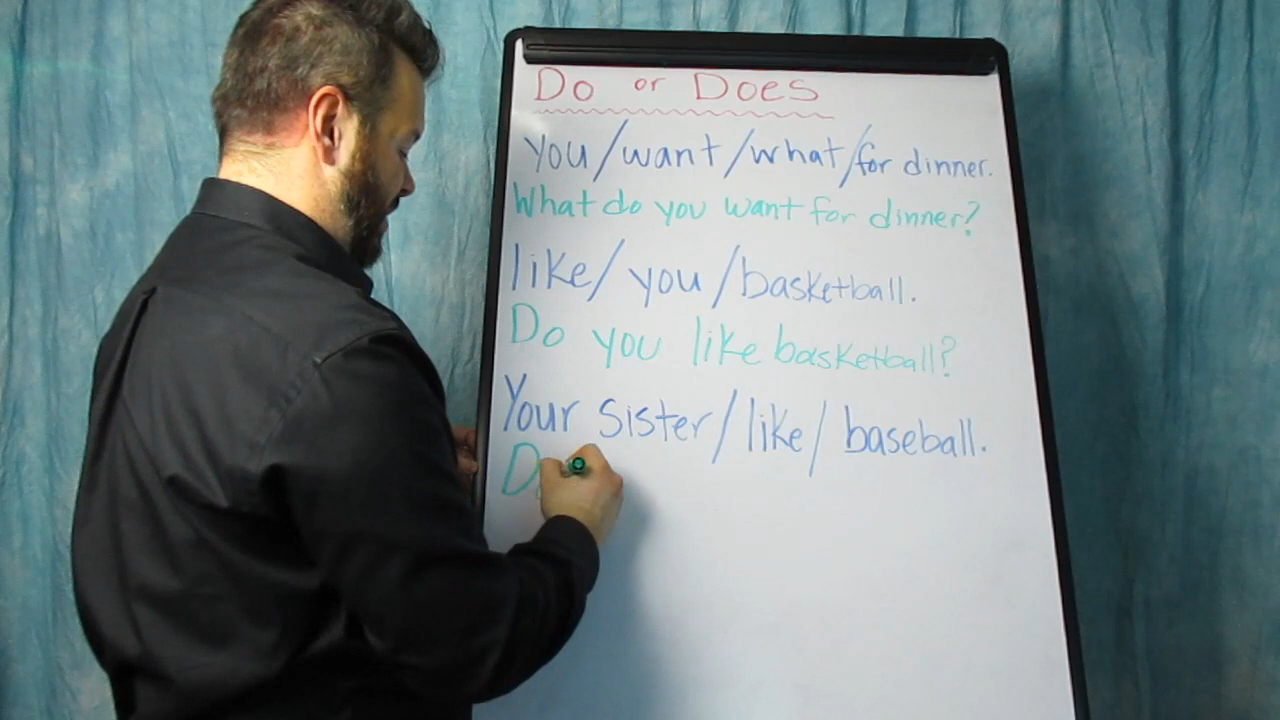 Do or Does
You/want/what/for dinner.
What do you want for dinner?
like/you/basketball.
Do you like basketball?
Your sister/like/baseball.
D